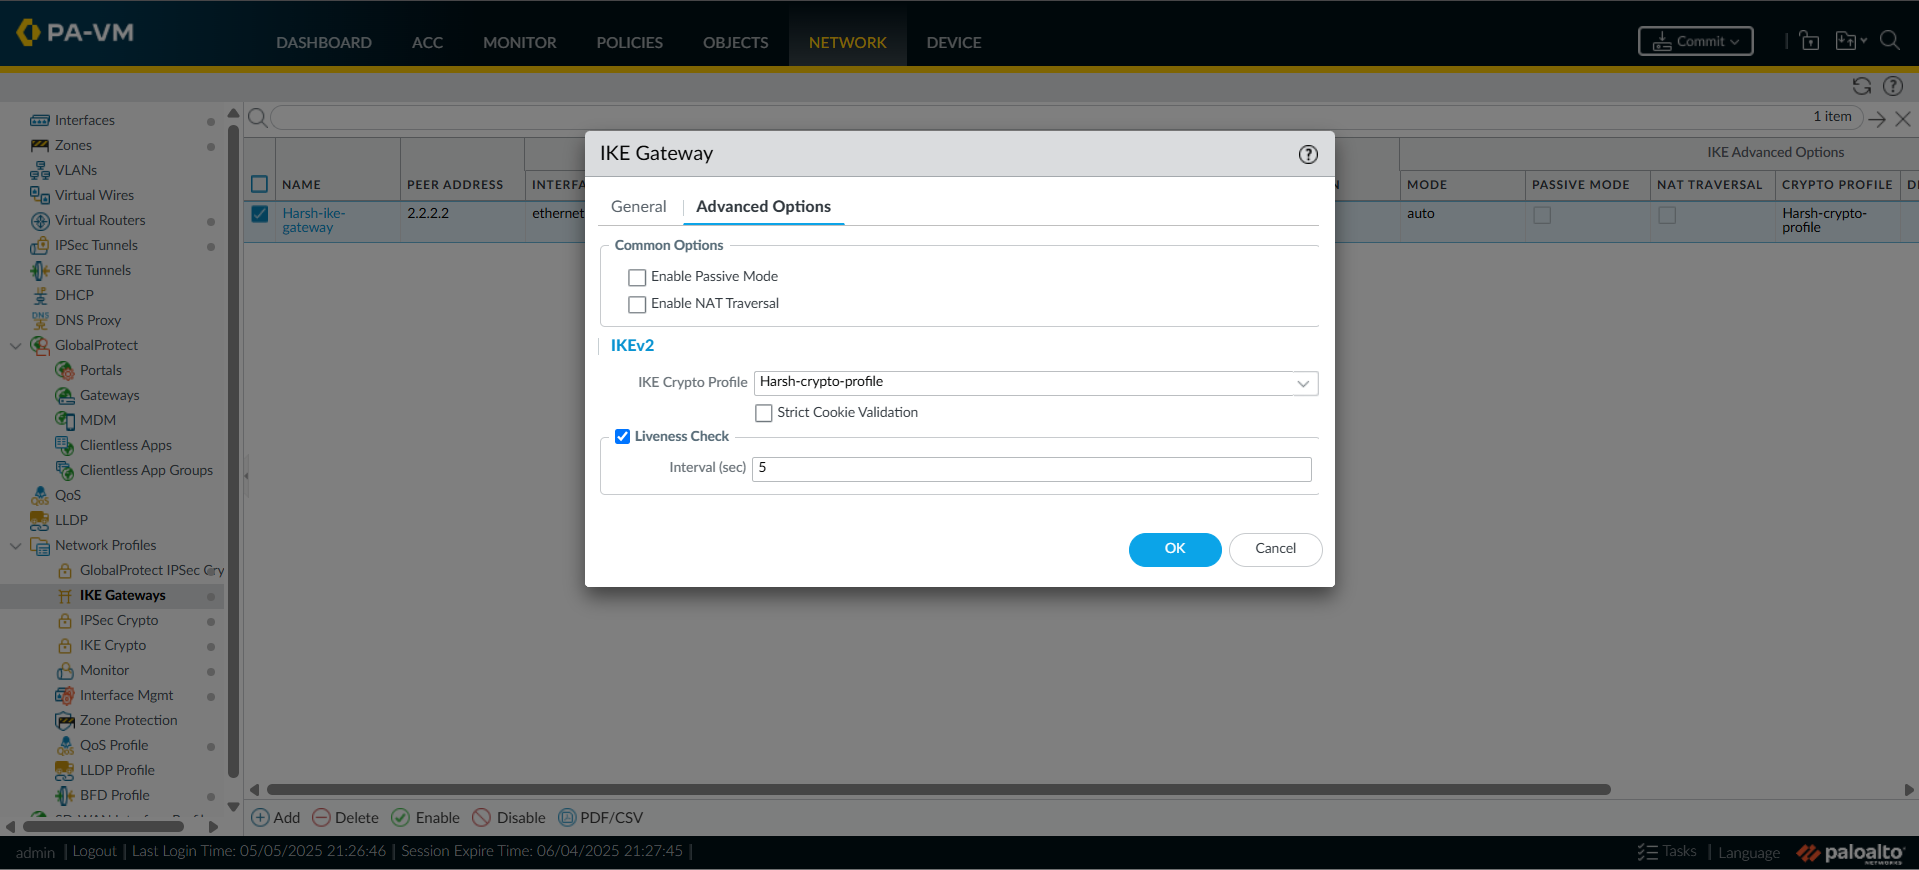 PA-VM
DASHBOARD ACC MONITOR POLICIES OBJECTS NETWORK DEVICE
Commit
1 item
Interfaces
Zones
VLANs
Virtual Wires
Virtual Routers
IPSec Tunnels
GRE Tunnels
DHCP
DNS Proxy
GlobalProtect
Portals
Gateways
MDM
Clientless Apps
Clientless App Groups
QoS
LLDP
Network Profiles
GlobalProtect IPSec Cry
IKE Gateways
IPSec Crypto
IKE Crypto
Monitor
Interface Mgmt
Zone Protection
QoS Profile
LLDP Profile
BFD Profile
IKE Advanced Options
NAME PEER ADDRESS INTERFA N MODE PASSIVE MODE NAT TRAVERSAL CRYPTO PROFILE
Harsh-ike-gateway 2.2.2.2 ethernet auto Harsh-crypto-profile
IKE Gateway
General Advanced Options
Common Options
Enable Passive Mode
Enable NAT Traversal
IKEv2
IKE Crypto Profile Harsh-crypto-profile
Strict Cookie Validation
Liveness Check
Interval (sec) 5
OK Cancel
Add Delete Enable Disable PDF/CSV
admin | Logout | Last Login Time: 05/05/2025 21:26:46 | Session Expire Time: 06/04/2025 21:27:45 |
Tasks | Language paloalto
NETWORKS